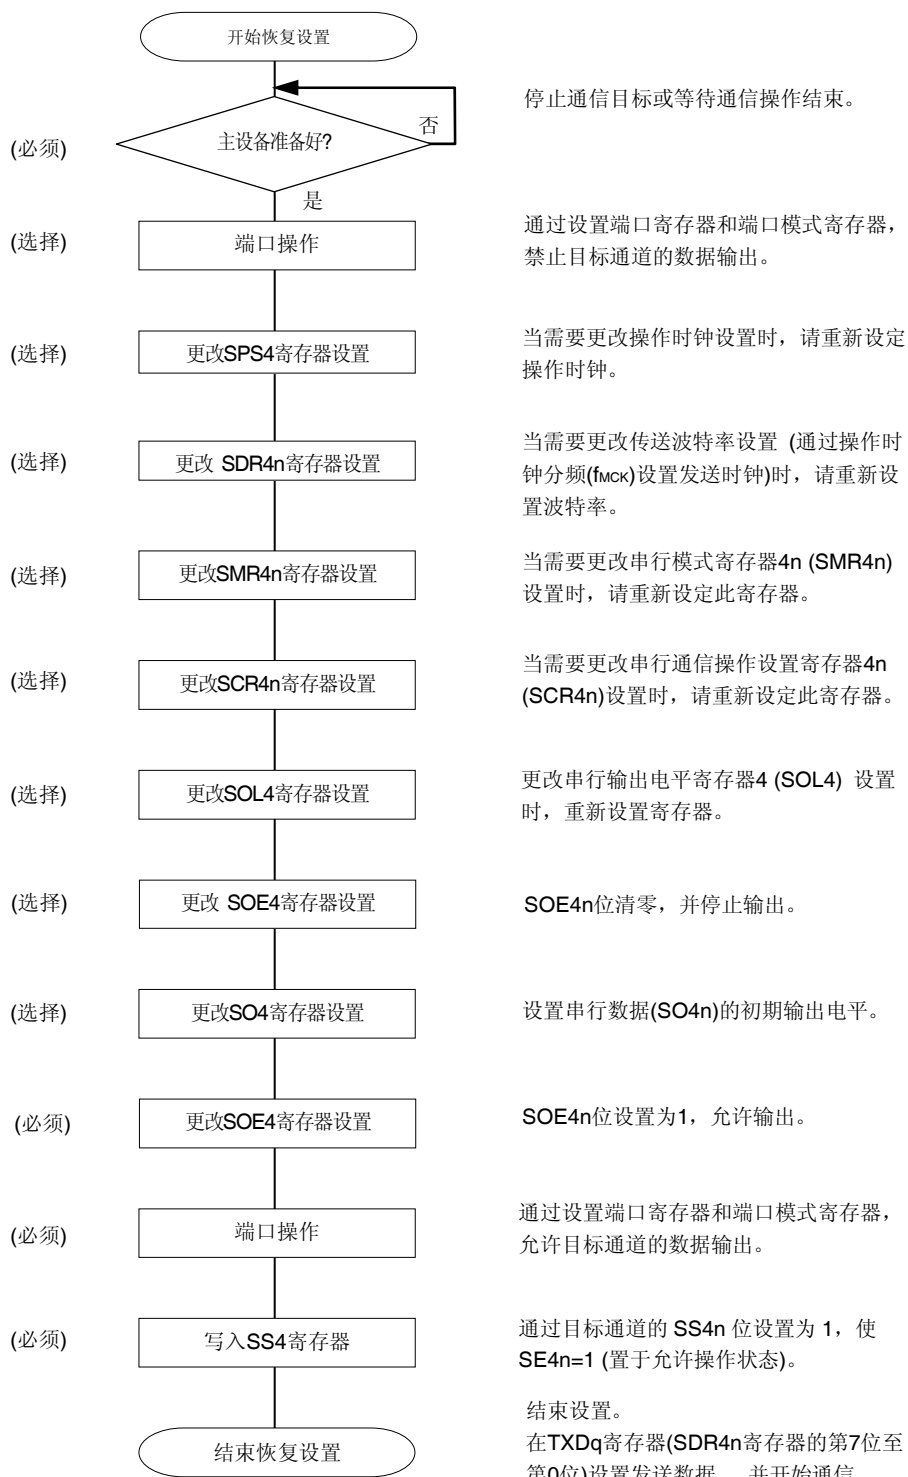 开始恢复设置
停止通信目标或等待通信操作结束。
(必须)
主设备准备好?
否
是
(选择)
端口操作
通过设置端口寄存器和端口模式寄存器，
禁止目标通道的数据输出。
(选择)
更改SPS4寄存器设置
当需要更改操作时钟设置时，请重新设定
操作时钟。
(选择)
更改 SDR4n寄存器设置
当需要更改传送波特率设置 (通过操作时
钟分频(fMCK)设置发送时钟)时，请重新设
置波特率。
(选择)
更改SMR4n寄存器设置
当需要更改串行模式寄存器4n (SMR4n)
设置时，请重新设定此寄存器。
(选择)
更改SCR4n寄存器设置
当需要更改串行通信操作设置寄存器4n
(SCR4n)设置时，请重新设定此寄存器。
(选择)
更改SOL4寄存器设置
更改串行输出电平寄存器4 (SOL4) 设置
时，重新设置寄存器。
(选择)
更改 SOE4寄存器设置
SOE4n位清零，并停止输出。
(选择)
更改SO4寄存器设置
设置串行数据(SO4n)的初期输出电平。
(必须)
更改SOE4寄存器设置
SOE4n位设置为1，允许输出。
(必须)
端口操作
通过设置端口寄存器和端口模式寄存器，
允许目标通道的数据输出。
(必须)
写入SS4寄存器
通过目标通道的 SS4n 位设置为 1，使
SE4n=1 (置于允许操作状态)。
结束恢复设置
结束设置。
在TXDq寄存器(SDR4n寄存器的第7位至
第0位)设置发送数据， 并开始通信